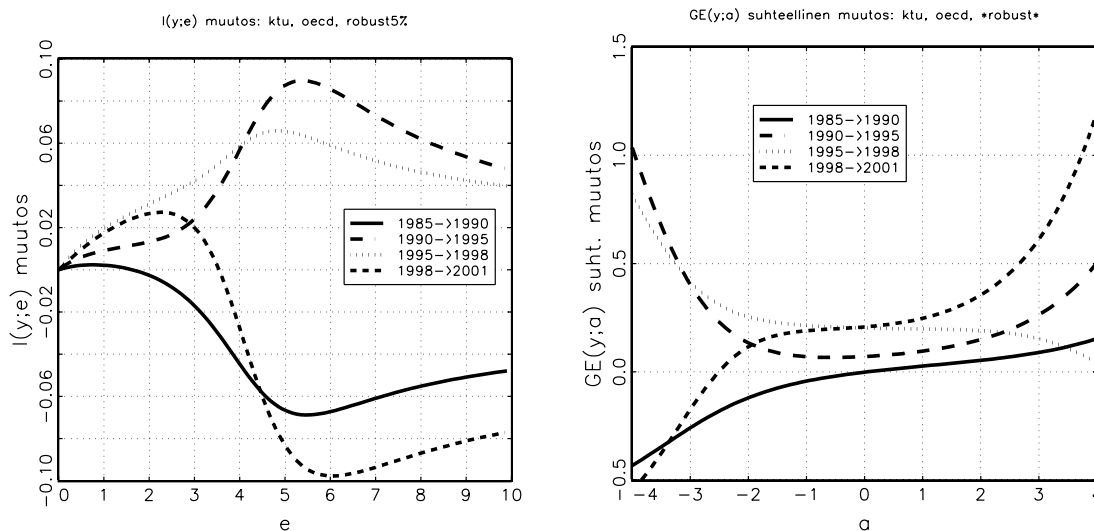 I(y;e) muutos: ktu, oecd, robust5%
I(y;e) muutos
0.10
0.06
0.02
-0.02
-0.06
-0.10
1985->1990
1990->1995
1995->1998
1998->2001
0 1 2 3 4 5 6 7 8 9 10
e
GE(y;a) suhteellinen muutos: ktu, oecd, *robust*
GE(y;a) suht. muutos
1.5
1.0
0.5
0.0
0.5
1985->1990
1990->1995
1995->1998
1998->2001
-4 -3 -2 -1 0 1 2 3 4
a